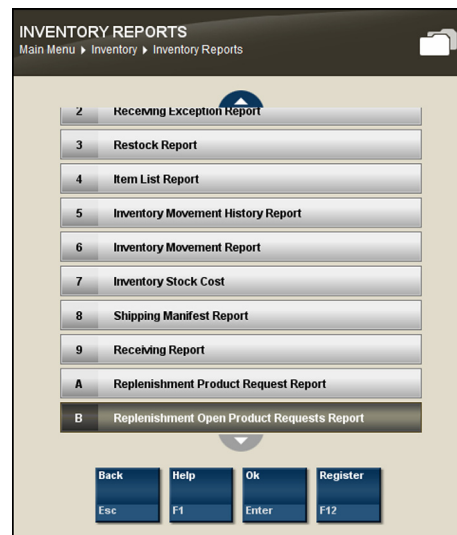 INVENTORY REPORTS
Main Menu ▸ Inventory ▸ Inventory Reports
2 Receiving Exception Report
3 Restock Report
4 Item List Report
5 Inventory Movement History Report
6 Inventory Movement Report
7 Inventory Stock Cost
8 Shipping Manifest Report
9 Receiving Report
A Replenishment Product Request Report
B Replenishment Open Product Requests Report
Back Help Ok Register
Esc F1 Enter F12